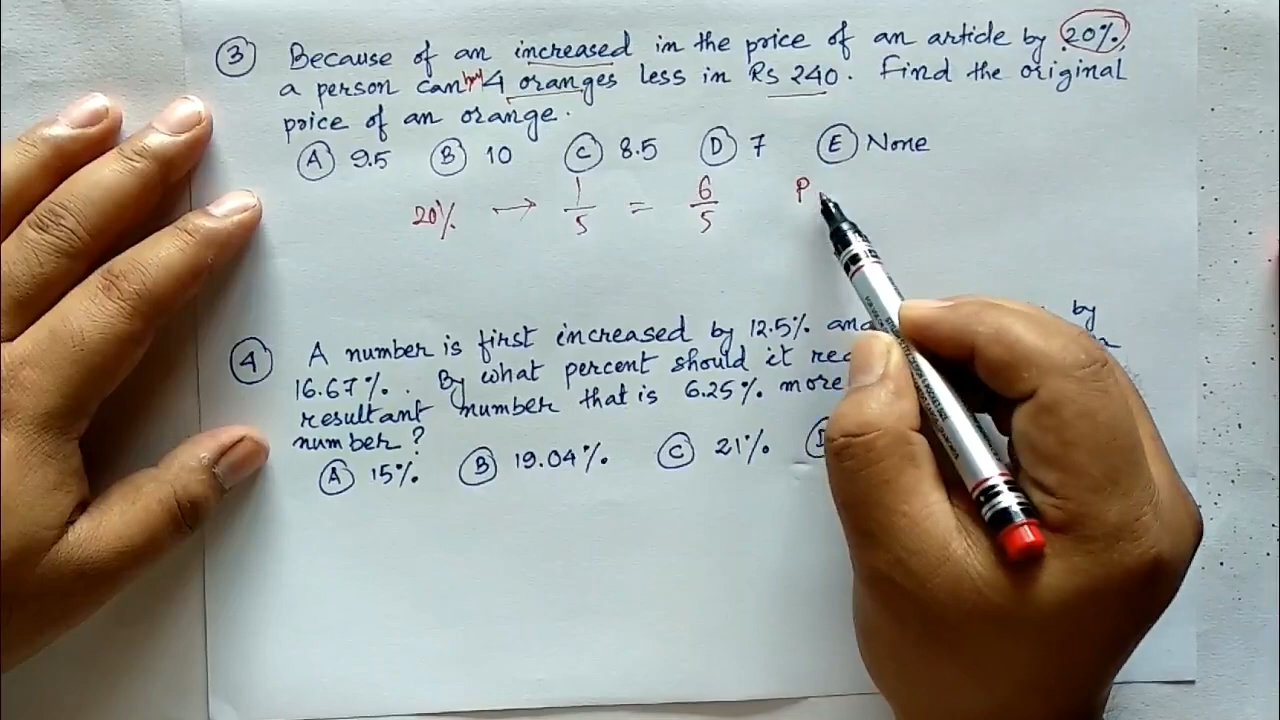 ③ Because of an increased in the price of an article by 20%,
a person can buy 4 oranges less in Rs 240. Find the original
price of an orange.
Ⓐ 9.5 Ⓑ 10 Ⓒ 8.5 Ⓓ 7 Ⓔ None
20% → 1/5 = 6/5 P
④ A number is first increased by 12.5% and by
16.67%. By what percent should it
resultant number that is 6.25% more
number?
Ⓐ 15% Ⓑ 19.04% Ⓒ 21% Ⓓ